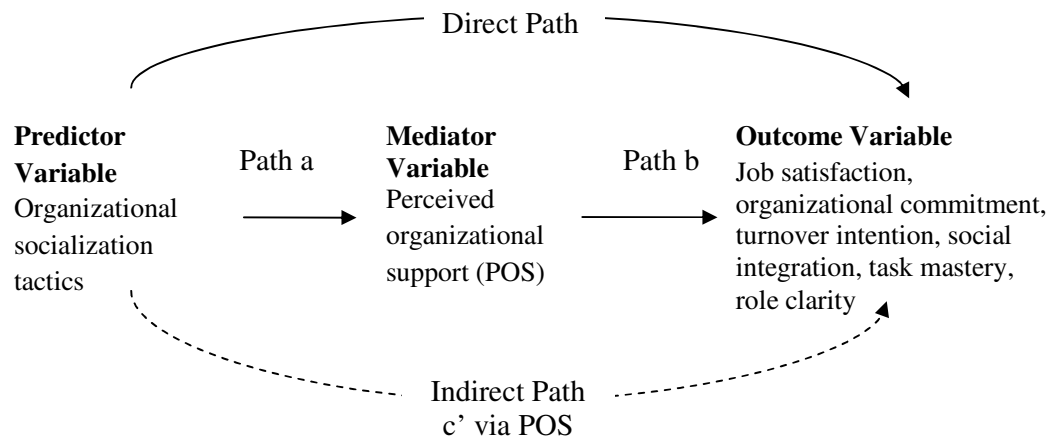 Direct Path
Predictor
Variable
Organizational
socialization
tactics
Path a
Mediator
Variable
Perceived
organizational
support (POS)
Path b
Outcome Variable
Job satisfaction,
organizational commitment,
turnover intention, social
integration, task mastery,
role clarity
Indirect Path
c’ via POS